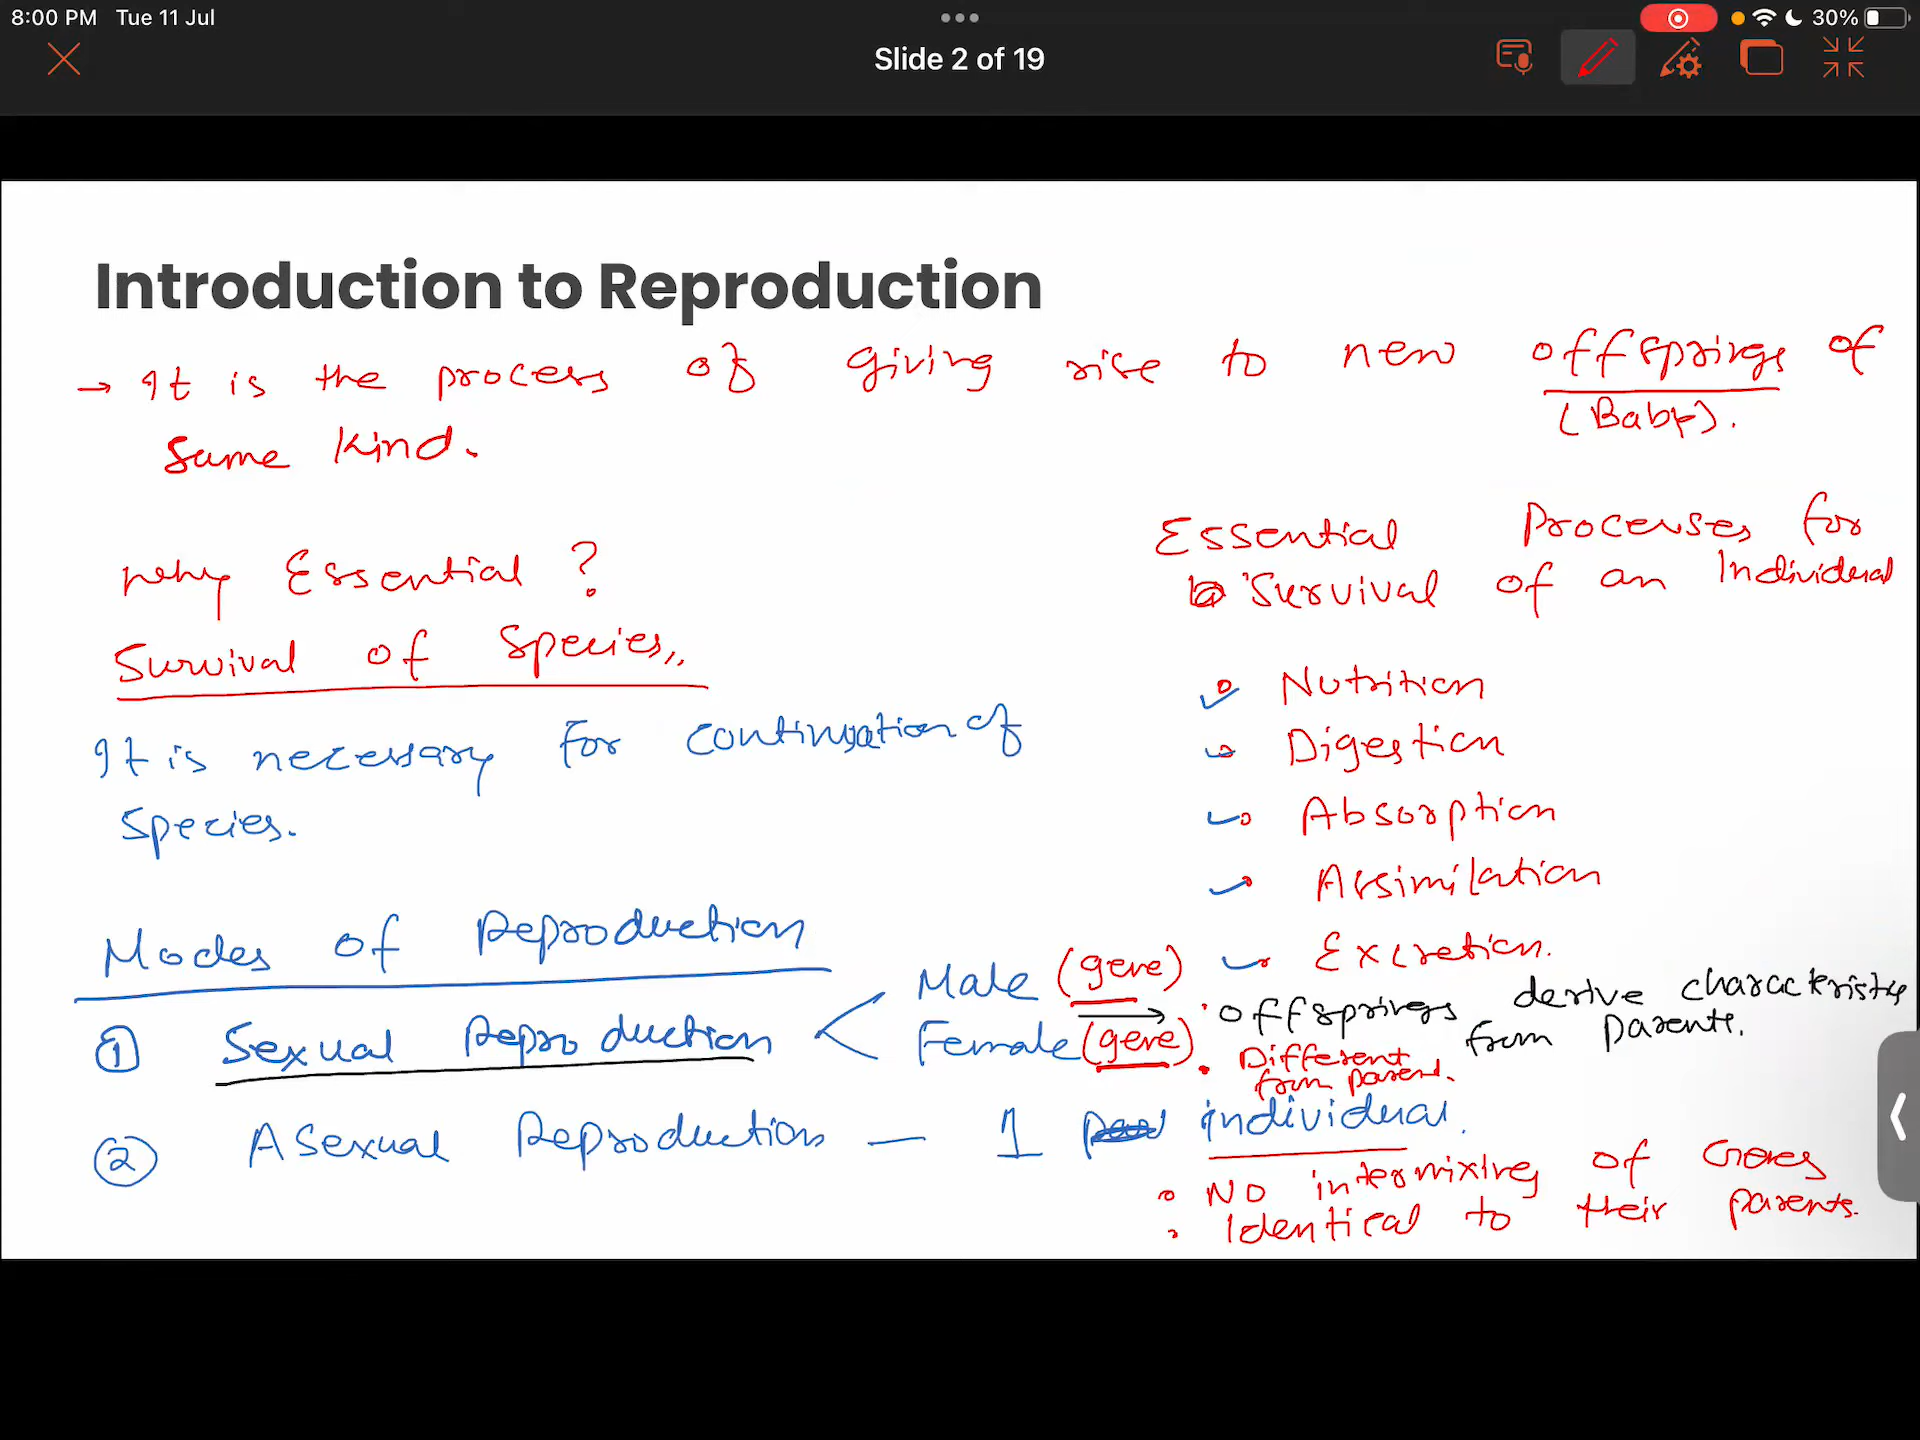 8:00 PM Tue 11 Jul
30%
Slide 2 of 19
Introduction to Reproduction
→ It is the process of giving rise to new offsprings of
(Baby).
same kind.
Why Essential ?
Survival of Species,,
It is necessary for continuation of
species.
Essential Processes for
Survival of an Individual
Nutrition
Digestion
Absorption
Assimilation
Excretion.
Modes of Reproduction
① Sexual Reproduction < Male (gene)
Female (gene)
→ • Offsprings derive characteristics
from Parents.
• Different
from parent.
② Asexual Reproduction — 1 individual.
• No intermixing of Genes
• Identical to their parents.